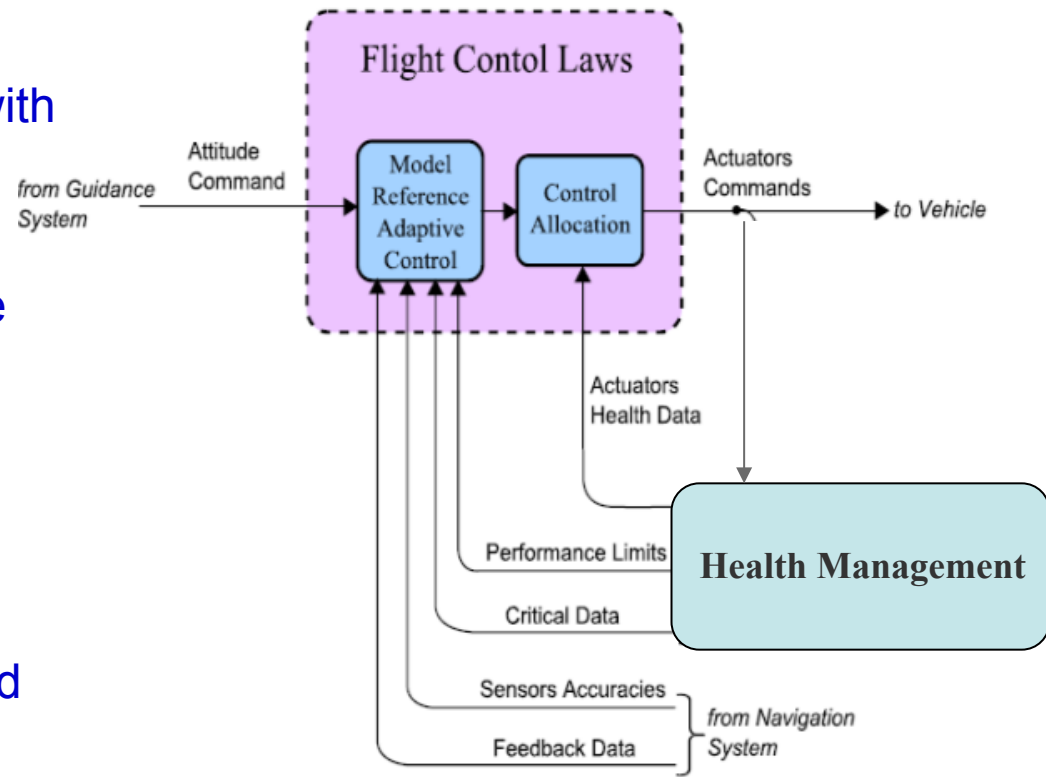 Flight Contol Laws
with
Attitude
Command
from Guidance
System
Model
Reference
Adaptive
Control
Control
Allocation
Actuators
Commands
to Vehicle
e
Actuators
Health Data
Performance Limits
Health Management
Critical Data
d
Sensors Accuracies
from Navigation
System
Feedback Data